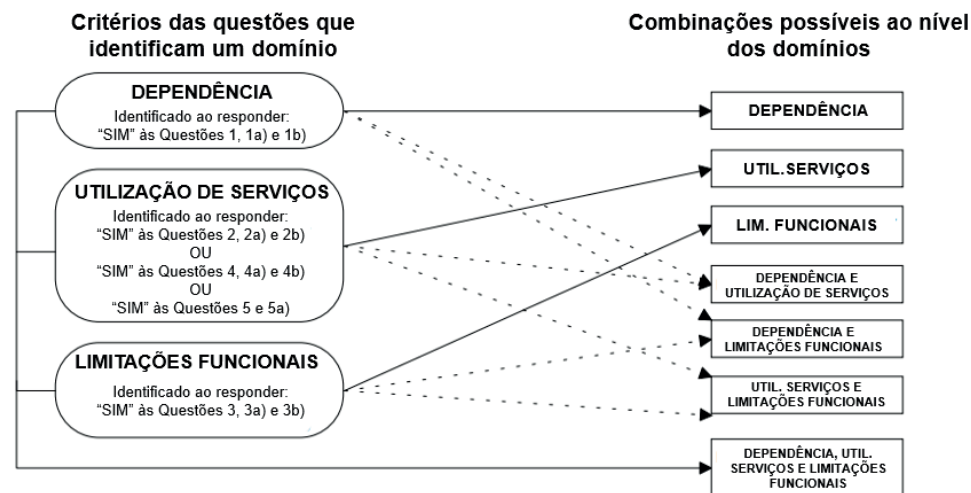 Critérios das questões que
identificam um domínio
Combinações possíveis ao nível
dos domínios
DEPENDÊNCIA
Identificado ao responder:
“SIM” às Questões 1, 1a) e 1b)
UTILIZAÇÃO DE SERVIÇOS
Identificado ao responder:
“SIM” às Questões 2, 2a) e 2b)
OU
“SIM” às Questões 4, 4a) e 4b)
OU
“SIM” às Questões 5 e 5a)
LIMITAÇÕES FUNCIONAIS
Identificado ao responder:
“SIM” às Questões 3, 3a) e 3b)
DEPENDÊNCIA
UTIL.SERVIÇOS
LIM. FUNCIONAIS
DEPENDÊNCIA E
UTILIZAÇÃO DE SERVIÇOS
DEPENDÊNCIA E
LIMITAÇÕES FUNCIONAIS
UTIL. SERVIÇOS E
LIMITAÇÕES FUNCIONAIS
DEPENDÊNCIA, UTIL.
SERVIÇOS E LIMITAÇÕES
FUNCIONAIS